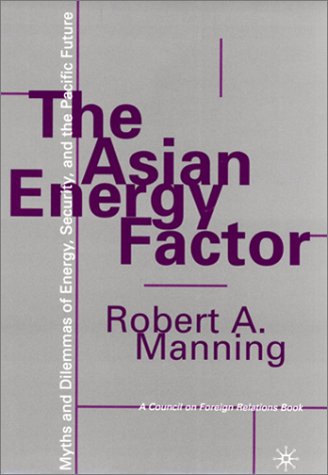 Myths and Dilemmas of Energy, Security, and the Pacific Future
The
Asian
Energy
Factor
Robert A.
Manning
A Council on Foreign Relations Book